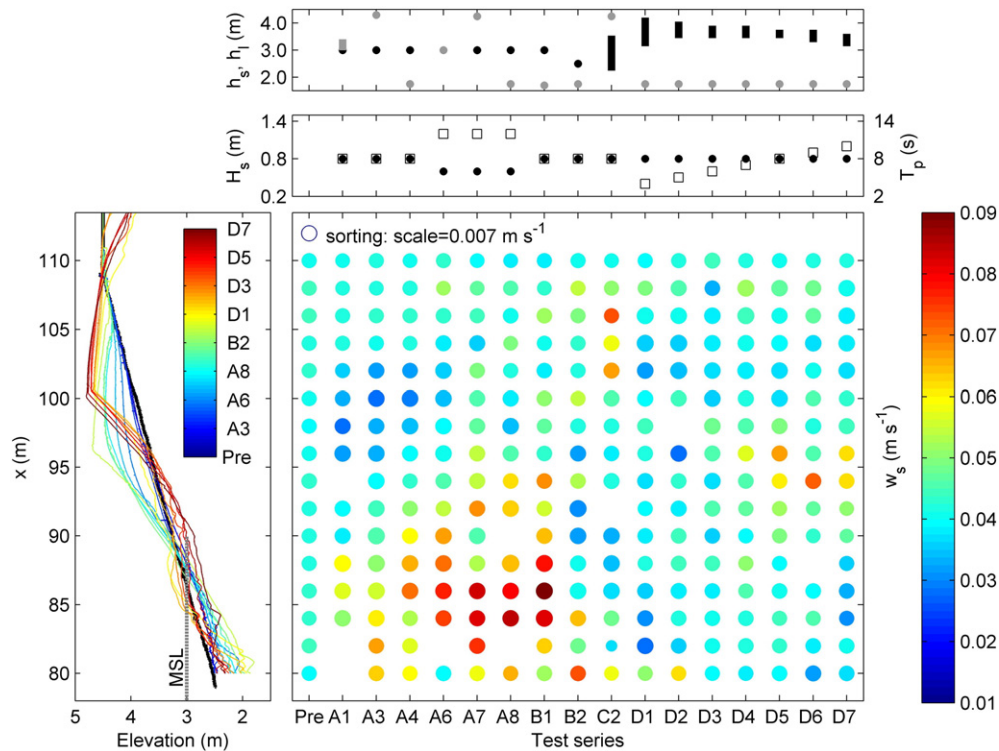 h_s, h_l (m)
4.0
3.0
2.0
H_s (m)
1.4
0.8
0.2
T_p (s)
14
8
2
x (m)
110
105
100
95
90
85
80
D7
D5
D3
D1
B2
A8
A6
A3
Pre
MSL
5 4 3 2
Elevation (m)
sorting: scale=0.007 m s⁻¹
Pre A1 A3 A4 A6 A7 A8 B1 B2 C2 D1 D2 D3 D4 D5 D6 D7
Test series
0.09
0.08
0.07
0.06
0.05
0.04
0.03
0.02
0.01
w_s (m s⁻¹)